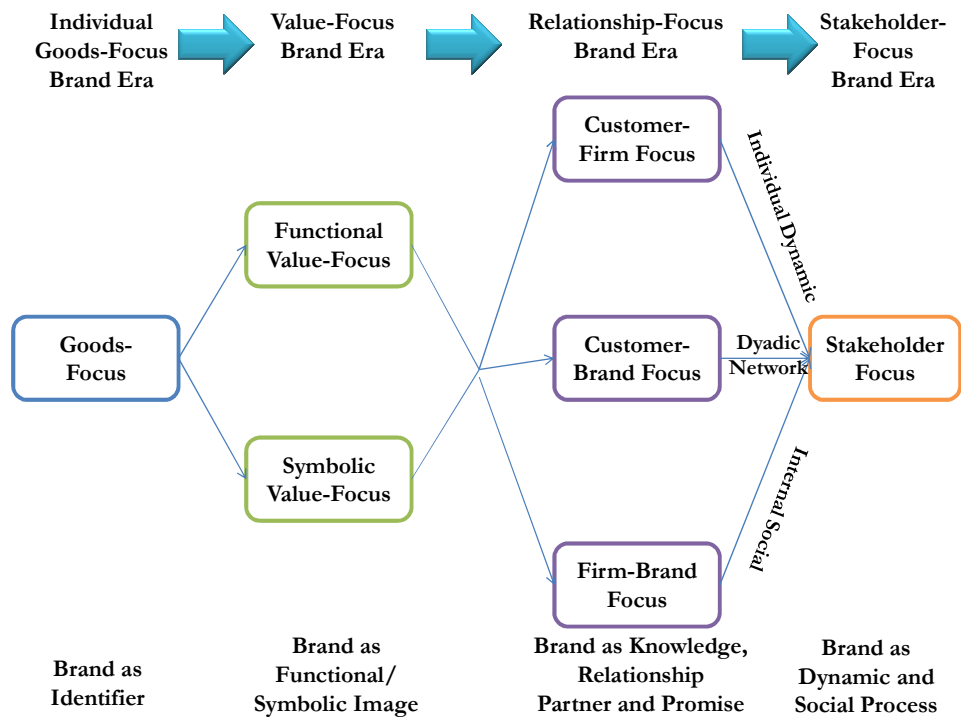 Individual
Goods-Focus
Brand Era
Value-Focus
Brand Era
Relationship-Focus
Brand Era
Stakeholder-
Focus
Brand Era
Goods-
Focus
Functional
Value-Focus
Symbolic
Value-Focus
Customer-
Firm Focus
Customer-
Brand Focus
Firm-Brand
Focus
Individual Dynamic
Dyadic
Network
Internal Social
Stakeholder
Focus
Brand as
Identifier
Brand as
Functional/
Symbolic Image
Brand as Knowledge,
Relationship
Partner and Promise
Brand as
Dynamic and
Social Process